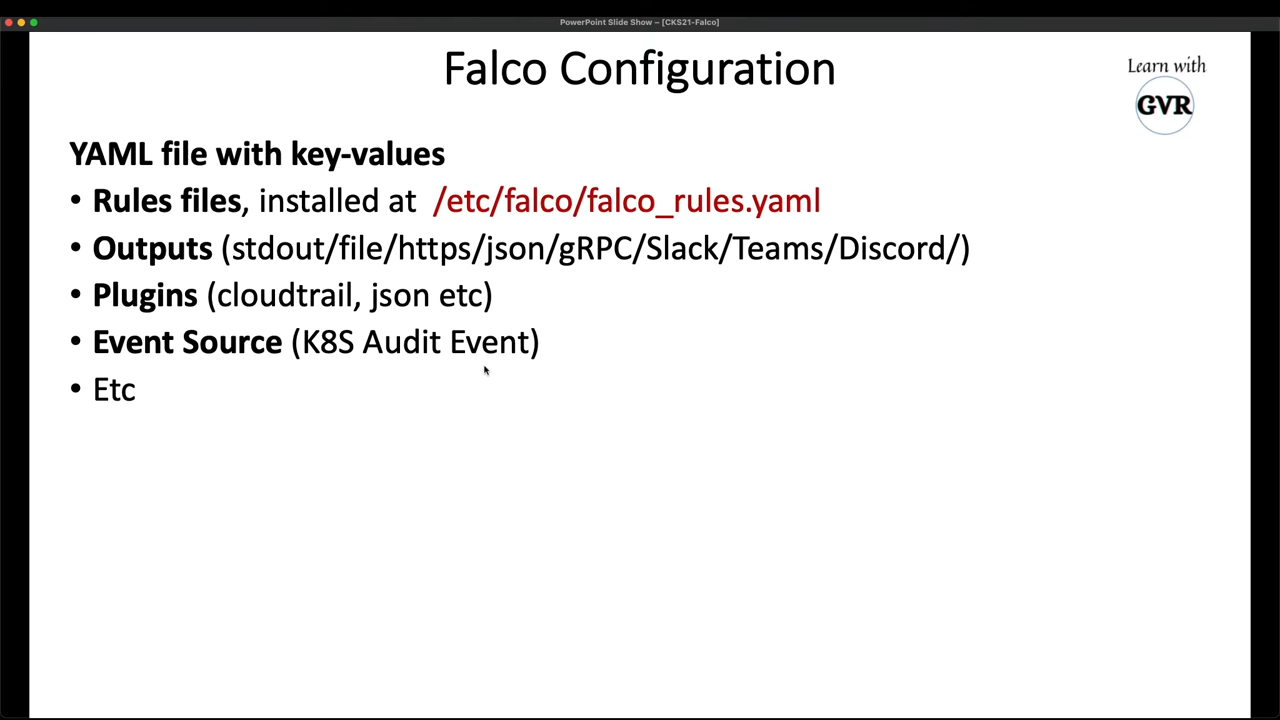 PowerPoint Slide Show – [CKS21-Falco]
Falco Configuration
Learn with
GVR
YAML file with key-values
• Rules files, installed at /etc/falco/falco_rules.yaml
• Outputs (stdout/file/https/json/gRPC/Slack/Teams/Discord/)
• Plugins (cloudtrail, json etc)
• Event Source (K8S Audit Event)
• Etc